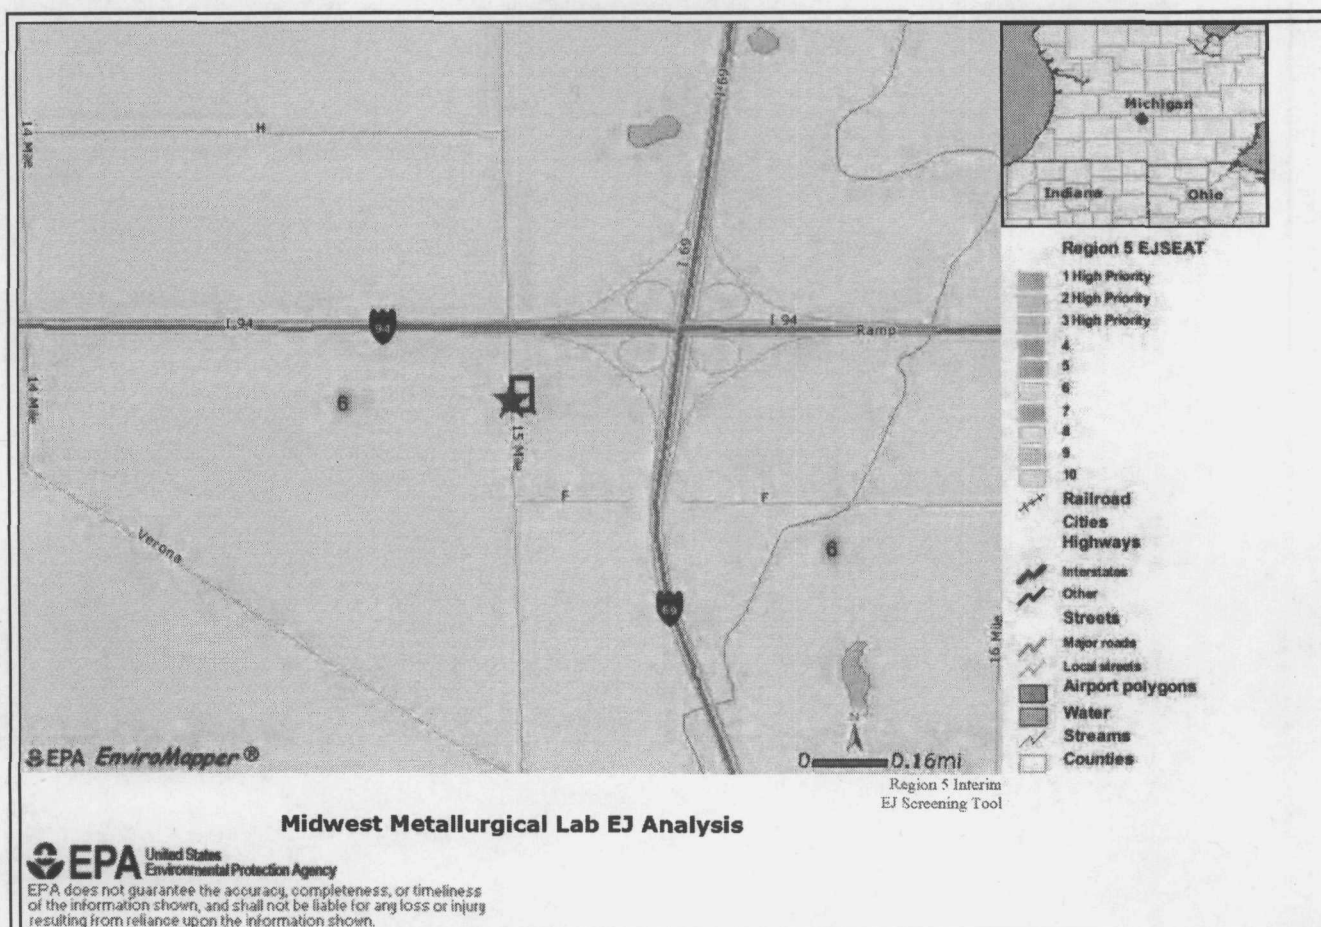 H
14 Mile
I 69
I 69
I 94
94
I 94
Ramp
14 Mile
6
15 Mile
F
F
Verona
6
69
16 Mile
N
0 0.16mi
EPA EnviroMapper ®
Region 5 Interim
EJ Screening Tool
Michigan
Indiana
Ohio
Region 5 EJSEAT
1 High Priority
2 High Priority
3 High Priority
4
5
6
7
8
9
10
Railroad
Cities
Highways
Interstates
Other
Streets
Major roads
Local streets
Airport polygons
Water
Streams
Counties
Midwest Metallurgical Lab EJ Analysis
EPA United States
Environmental Protection Agency
EPA does not guarantee the accuracy, completeness, or timeliness
of the information shown, and shall not be liable for any loss or injury
resulting from reliance upon the information shown.